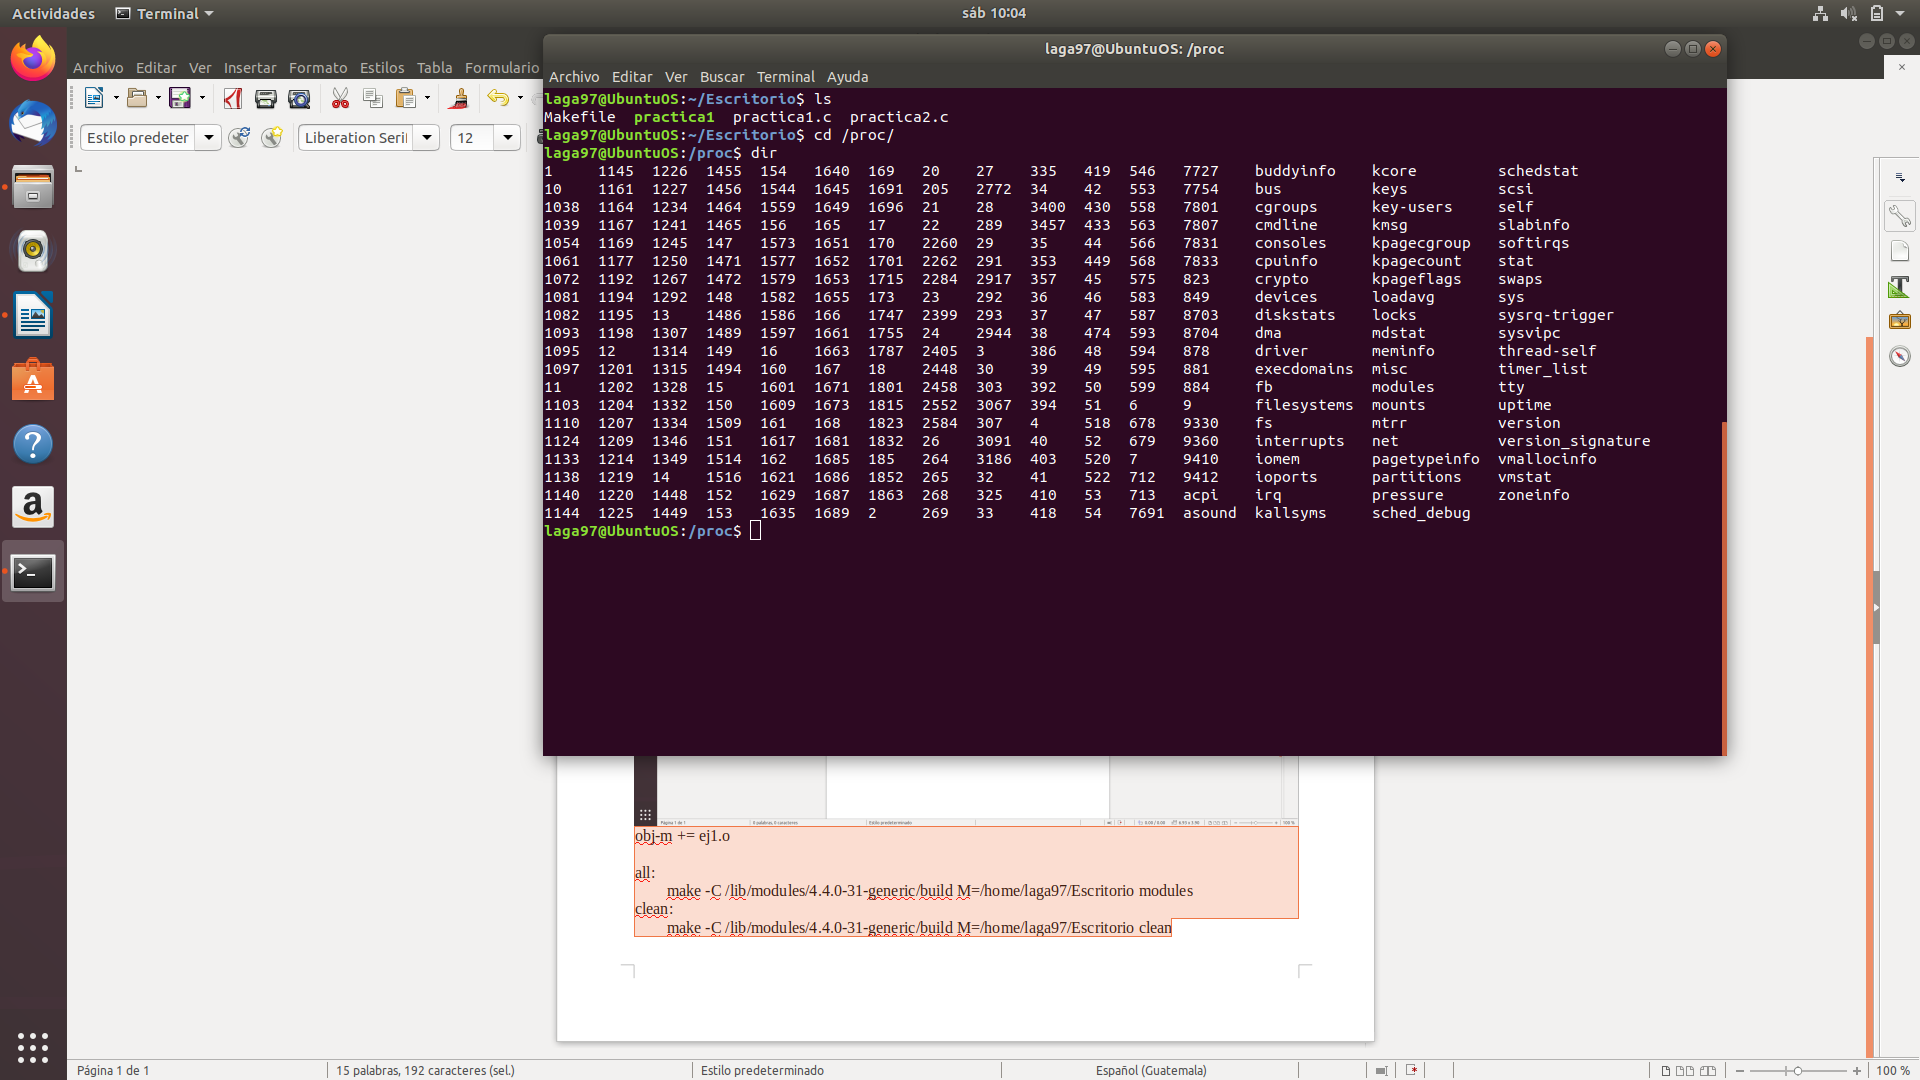 Actividades Terminal sáb 10:04
laga97@UbuntuOS: /proc
Archivo Editar Ver Insertar Formato Estilos Tabla Formulario
Archivo Editar Ver Buscar Terminal Ayuda
Estilo predeter Liberation Seri 12
laga97@UbuntuOS:~/Escritorio$ ls
Makefile practica1 practica1.c practica2.c
laga97@UbuntuOS:~/Escritorio$ cd /proc/
laga97@UbuntuOS:/proc$ dir
1 1145 1226 1455 154 1640 169 20 27 335 419 546 7727 buddyinfo kcore schedstat
10 1161 1227 1456 1544 1645 1691 205 2772 34 42 553 7754 bus keys scsi
1038 1164 1234 1464 1559 1649 1696 21 28 3400 430 558 7801 cgroups key-users self
1039 1167 1241 1465 156 165 17 22 289 3457 433 563 7807 cmdline kmsg slabinfo
1054 1169 1245 147 1573 1651 170 2260 29 35 44 566 7831 consoles kpagecgroup softirqs
1061 1177 1250 1471 1577 1652 1701 2262 291 353 449 568 7833 cpuinfo kpagecount stat
1072 1192 1267 1472 1579 1653 1715 2284 2917 357 45 575 823 crypto kpageflags swaps
1081 1194 1292 148 1582 1655 173 23 292 36 46 583 849 devices loadavg sys
1082 1195 13 1486 1586 166 1747 2399 293 37 47 587 8703 diskstats locks sysrq-trigger
1093 1198 1307 1489 1597 1661 1755 24 2944 38 474 593 8704 dma mdstat sysvipc
1095 12 1314 149 16 1663 1787 2405 3 386 48 594 878 driver meminfo thread-self
1097 1201 1315 1494 160 167 18 2448 30 39 49 595 881 execdomains misc timer_list
11 1202 1328 15 1601 1671 1801 2458 303 392 50 599 884 fb modules tty
1103 1204 1332 150 1609 1673 1815 2552 3067 394 51 6 9 filesystems mounts uptime
1110 1207 1334 1509 161 168 1823 2584 307 4 518 678 9330 fs mtrr version
1124 1209 1346 151 1617 1681 1832 26 3091 40 52 679 9360 interrupts net version_signature
1133 1214 1349 1514 162 1685 185 264 3186 403 520 7 9410 iomem pagetypeinfo vmallocinfo
1138 1219 14 1516 1621 1686 1852 265 32 41 522 712 9412 ioports partitions vmstat
1140 1220 1448 152 1629 1687 1863 268 325 410 53 713 acpi irq pressure zoneinfo
1144 1225 1449 153 1635 1689 2 269 33 418 54 7691 asound kallsyms sched_debug
laga97@UbuntuOS:/proc$
obj-m += ej1.o
all:
make -C /lib/modules/4.4.0-31-generic/build M=/home/laga97/Escritorio modules
clean:
make -C /lib/modules/4.4.0-31-generic/build M=/home/laga97/Escritorio clean
Página 1 de 1 15 palabras, 192 caracteres (sel.) Estilo predeterminado Español (Guatemala) 100 %